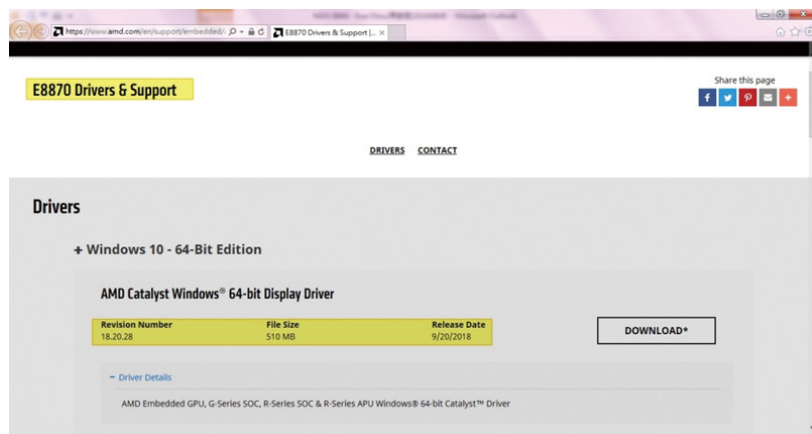 https://www.amd.com/en/support/embedded/
E8870 Drivers & Support |... ×
E8870 Drivers & Support
Share this page
DRIVERS CONTACT
Drivers
+ Windows 10 - 64-Bit Edition
AMD Catalyst Windows® 64-bit Display Driver
Revision Number File Size Release Date
18.20.28 510 MB 9/20/2018
DOWNLOAD*
− Driver Details
AMD Embedded GPU, G-Series SOC, R-Series SOC & R-Series APU Windows® 64-bit Catalyst™ Driver